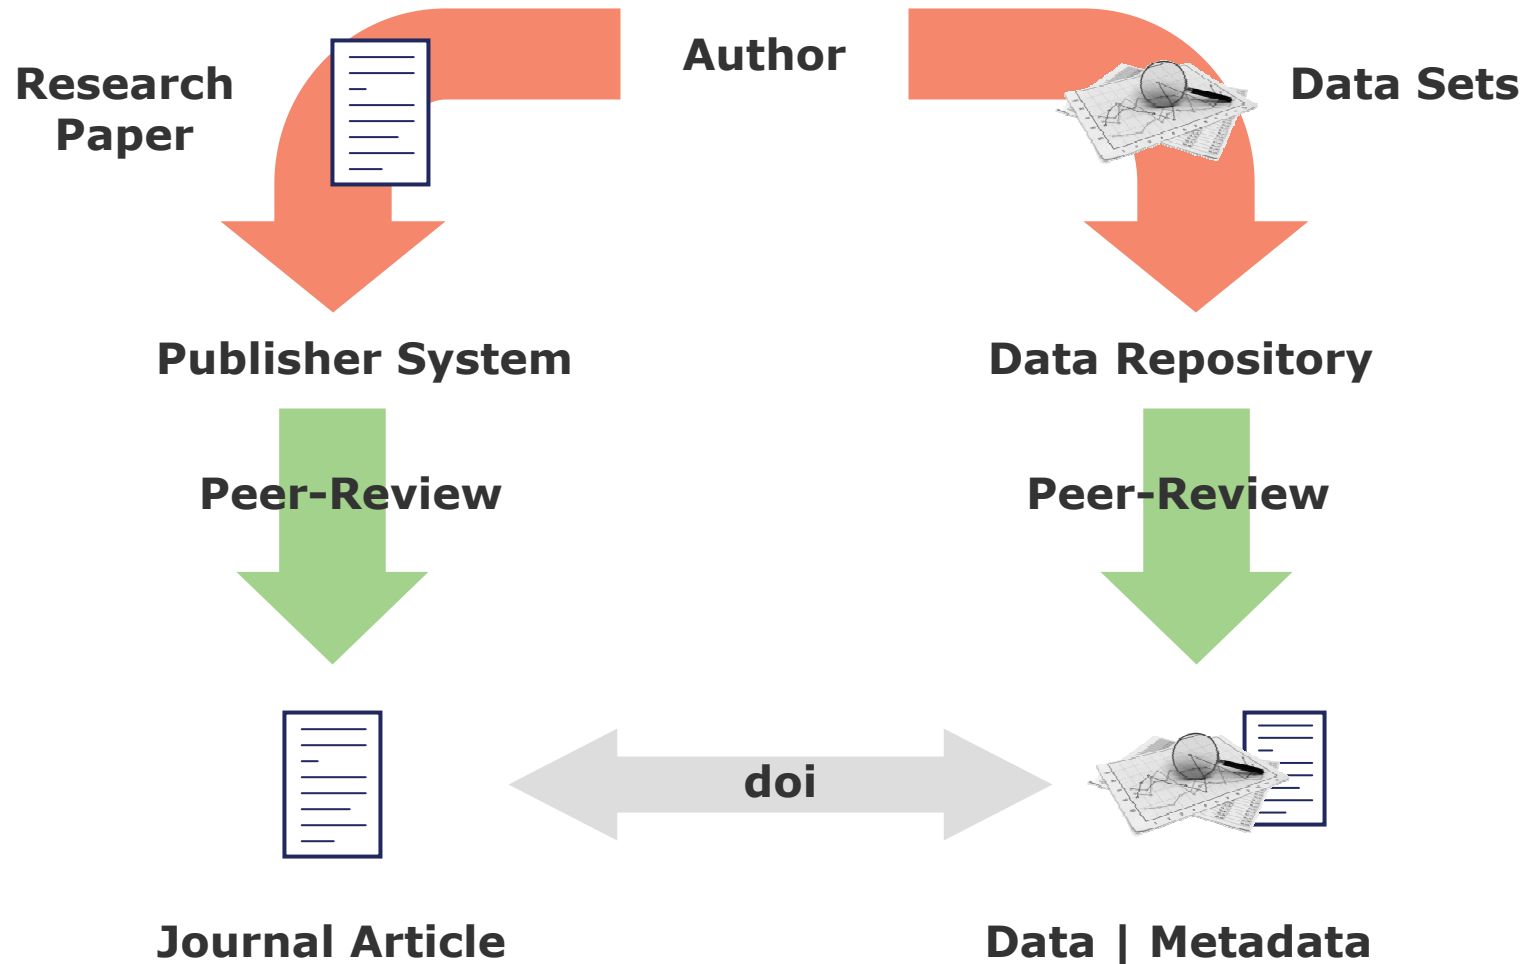 Author
Research
Paper
Data Sets
Publisher System
Data Repository
Peer-Review
Peer-Review
doi
Journal Article
Data | Metadata